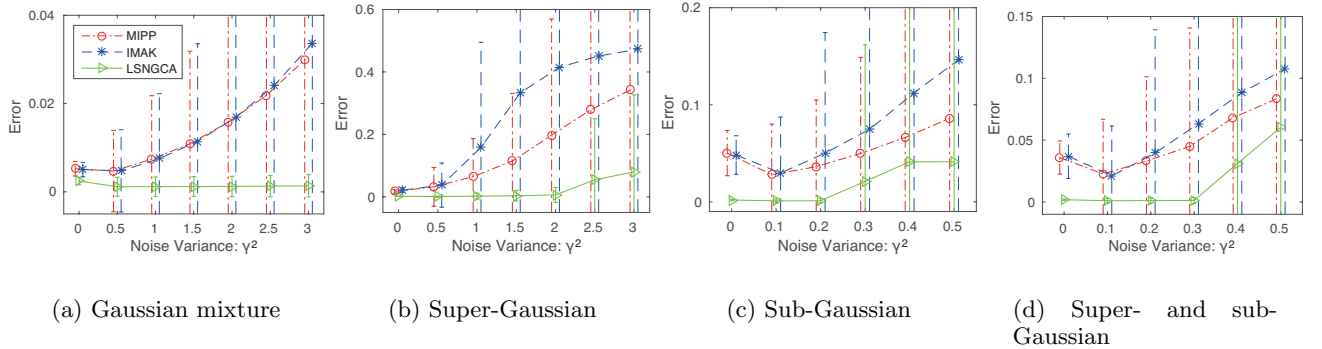 0.04
0.02
0
Error
MIPP
IMAK
LSNGCA
0 0.5 1 1.5 2 2.5 3
Noise Variance: γ²
(a) Gaussian mixture
0.6
0.4
0.2
0
Error
0 0.5 1 1.5 2 2.5 3
Noise Variance: γ²
(b) Super-Gaussian
0.2
0.1
0
Error
0 0.1 0.2 0.3 0.4 0.5
Noise Variance: γ²
(c) Sub-Gaussian
0.15
0.1
0.05
0
Error
0 0.1 0.2 0.3 0.4 0.5
Noise Variance: γ²
(d) Super- and sub-
Gaussian